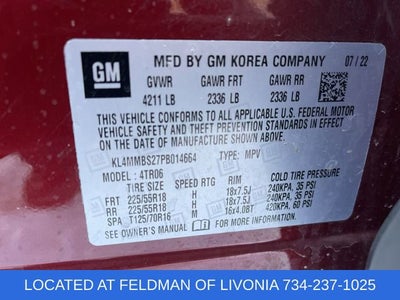 GM
MFD BY GM KOREA COMPANY 07/22
GVWR GAWR FRT GAWR RR
4211 LB 2336 LB 2336 LB
THIS VEHICLE CONFORMS TO ALL APPLICABLE U.S. FEDERAL MOTOR
VEHICLE SAFETY, BUMPER, AND THEFT PREVENTION STANDARDS IN
EFFECT ON THE DATE OF MANUFACTURE SHOWN ABOVE.
KL4MMBS27PB014664 TYPE: MPV
MODEL: 4TR06
TIRE SIZE SPEED RTG RIM COLD TIRE PRESSURE
FRT 225/55R18 H 18x7.5J 240KPA, 35 PSI
RR 225/55R18 H 18x7.5J 240KPA, 35 PSI
SPA T125/70R16 M 16x4.0BT 420KPA, 60 PSI
SEE OWNER'S MANUAL FOR MORE INFORMATION.
LOCATED AT FELDMAN OF LIVONIA 734-237-1025